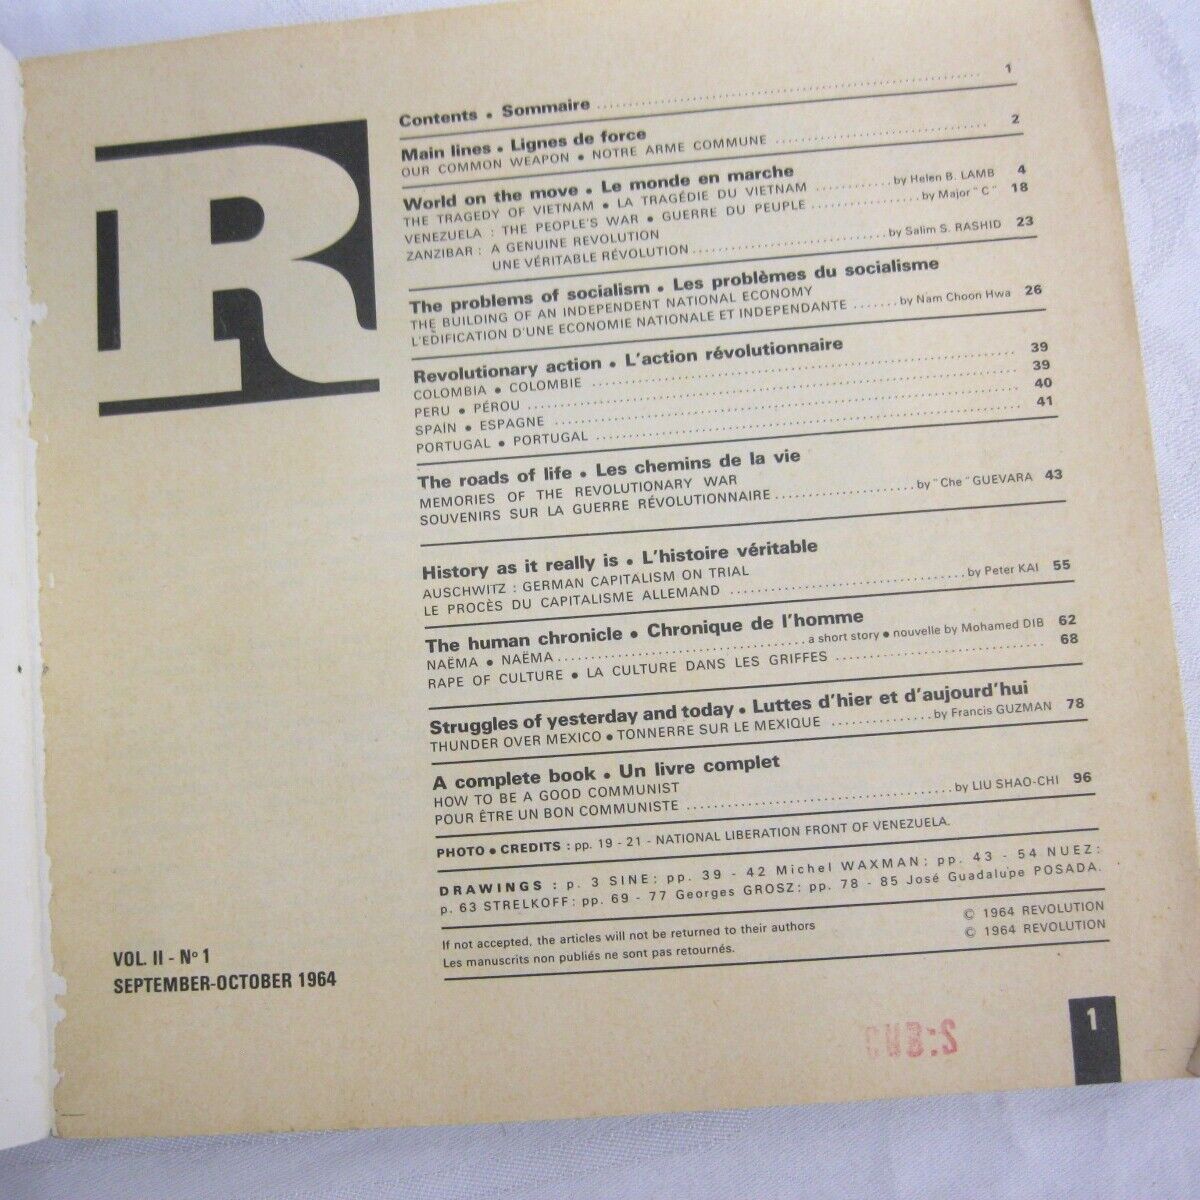 R
Contents • Sommaire ........ 1
Main lines • Lignes de force
OUR COMMON WEAPON • NOTRE ARME COMMUNE ........ 2
World on the move • Le monde en marche
THE TRAGEDY OF VIETNAM • LA TRAGÉDIE DU VIETNAM ........ by Helen B. LAMB 4
VENEZUELA : THE PEOPLE'S WAR • GUERRE DU PEUPLE ........ by Major "C" 18
ZANZIBAR : A GENUINE REVOLUTION
UNE VÉRITABLE RÉVOLUTION ........ by Salim S. RASHID 23
The problems of socialism • Les problèmes du socialisme
THE BUILDING OF AN INDEPENDENT NATIONAL ECONOMY
L'EDIFICATION D'UNE ECONOMIE NATIONALE ET INDEPENDANTE ....... by Nam Choon Hwa 26
Revolutionary action • L'action révolutionnaire
COLOMBIA • COLOMBIE ........ 39
PERU • PÉROU ........ 39
SPAIN • ESPAGNE ........ 40
PORTUGAL • PORTUGAL ........ 41
The roads of life • Les chemins de la vie
MEMORIES OF THE REVOLUTIONARY WAR
SOUVENIRS SUR LA GUERRE RÉVOLUTIONNAIRE ........ by "Che" GUEVARA 43
History as it really is • L'histoire véritable
AUSCHWITZ : GERMAN CAPITALISM ON TRIAL
LE PROCÈS DU CAPITALISME ALLEMAND ........ by Peter KAI 55
The human chronicle • Chronique de l'homme
NAËMA • NAËMA ........ a short story • nouvelle by Mohamed DIB 62
RAPE OF CULTURE • LA CULTURE DANS LES GRIFFES ........ 68
Struggles of yesterday and today • Luttes d'hier et d'aujourd'hui
THUNDER OVER MEXICO • TONNERRE SUR LE MEXIQUE ........ by Francis GUZMAN 78
A complete book • Un livre complet
HOW TO BE A GOOD COMMUNIST
POUR ÊTRE UN BON COMMUNISTE ........ by LIU SHAO-CHI 96
PHOTO • CREDITS : pp. 19 - 21 - NATIONAL LIBERATION FRONT OF VENEZUELA.
DRAWINGS : p. 3 SINE; pp. 39 - 42 Michel WAXMAN; pp. 43 - 54 NUEZ:
p. 63 STRELKOFF: pp. 69 - 77 Georges GROSZ: pp. 78 - 85 José Guadalupe POSADA.
If not accepted, the articles will not be returned to their authors
Les manuscrits non publiés ne sont pas retournés.
© 1964 REVOLUTION
© 1964 REVOLUTION
VOL. II - Nº 1
SEPTEMBER-OCTOBER 1964
1